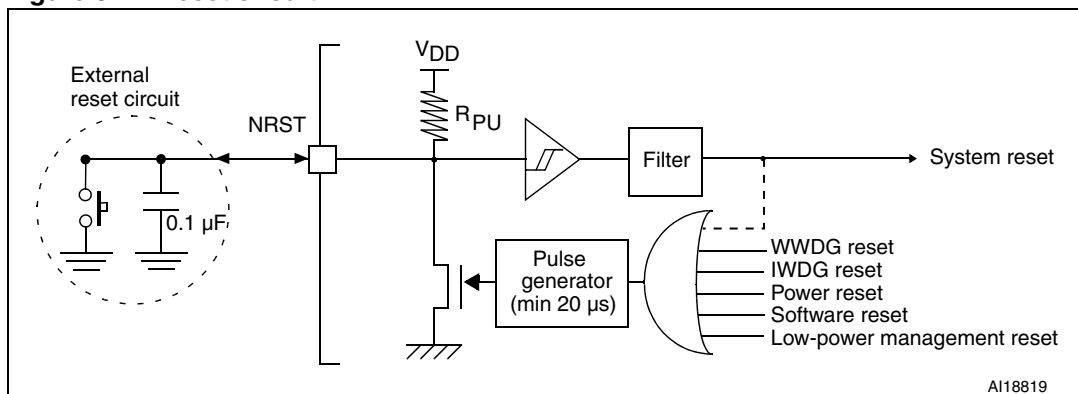 External
reset circuit
VDD
RPU
NRST
Filter
System reset
0.1 µF
Pulse
generator
(min 20 µs)
WWDG reset
IWDG reset
Power reset
Software reset
Low-power management reset
AI18819